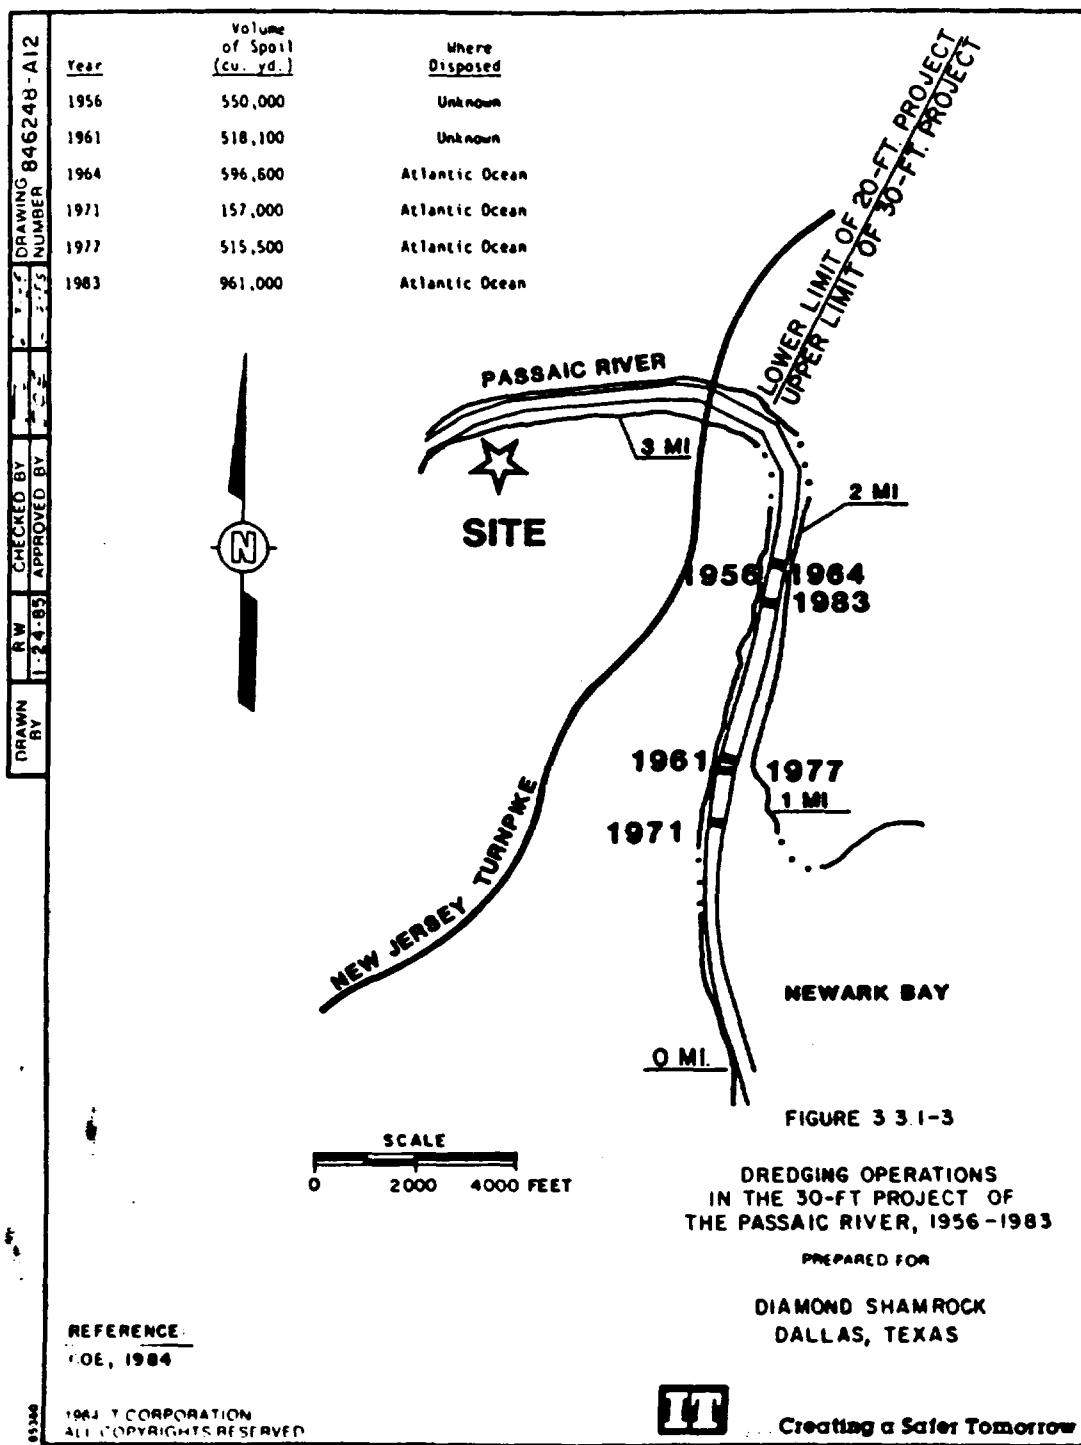 DRAWING NUMBER 846248-A12
CHECKED BY
APPROVED BY
RW
1-24-85
DRAWN BY
Year Volume of Spoil (cu. yd.) Where Disposed
1956 550,000 Unknown
1961 518,100 Unknown
1964 596,600 Atlantic Ocean
1971 157,000 Atlantic Ocean
1977 515,500 Atlantic Ocean
1983 961,000 Atlantic Ocean
LOWER LIMIT OF 20-FT. PROJECT
UPPER LIMIT OF 30-FT. PROJECT
PASSAIC RIVER
3 MI
2 MI
SITE
N
1956
1964
1983
1961
1977
1 MI
1971
NEW JERSEY TURNPIKE
NEWARK BAY
0 MI.
FIGURE 3 3.1-3
SCALE
0 2000 4000 FEET
DREDGING OPERATIONS
IN THE 30-FT PROJECT OF
THE PASSAIC RIVER, 1956-1983
PREPARED FOR
DIAMOND SHAMROCK
DALLAS, TEXAS
REFERENCE:
COE, 1984
1984 IT CORPORATION
ALL COPYRIGHTS RESERVED
IT
Creating a Safer Tomorrow